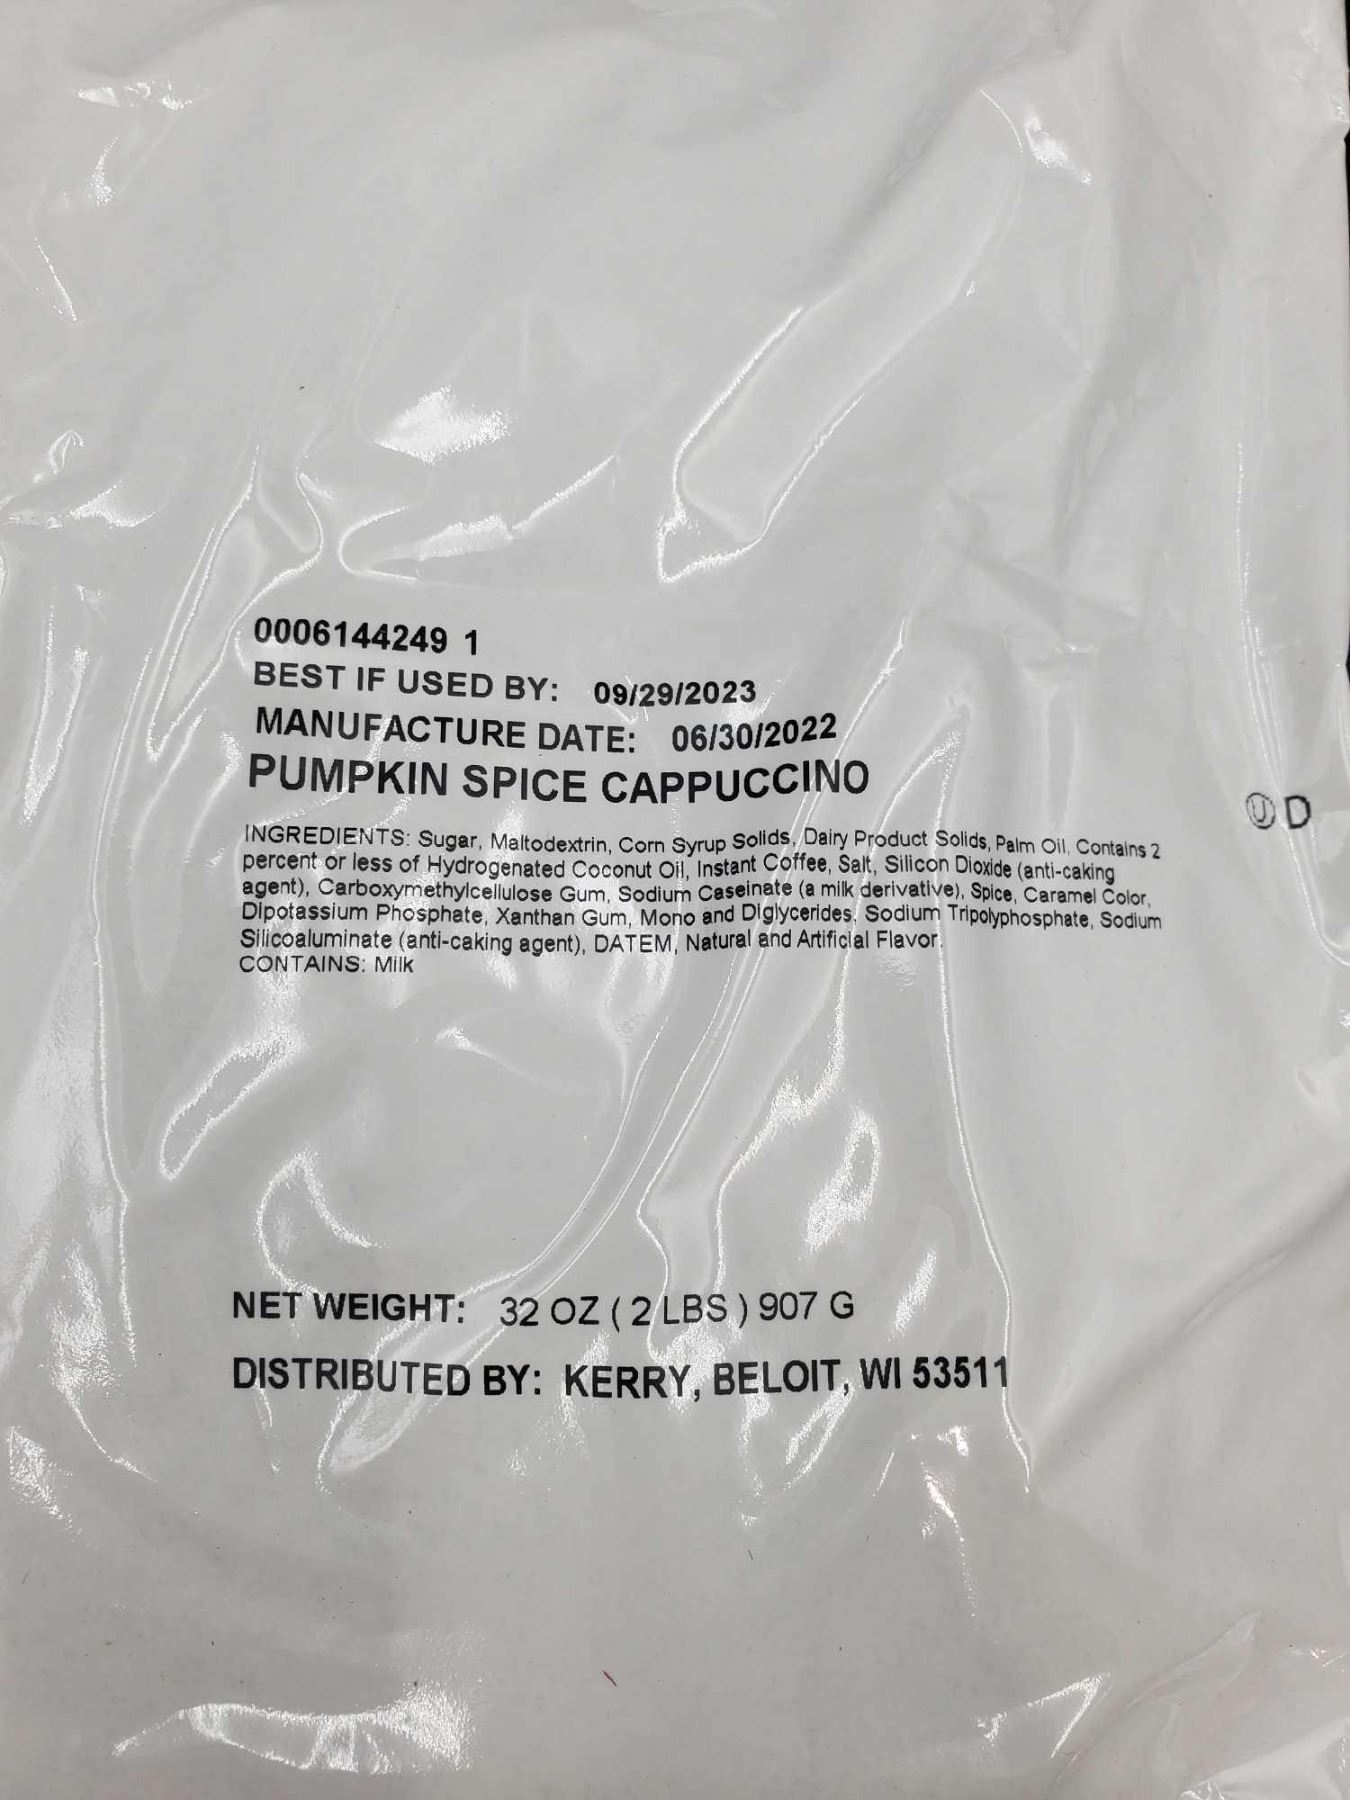 0006144249 1
BEST IF USED BY: 09/29/2023
MANUFACTURE DATE: 06/30/2022
PUMPKIN SPICE CAPPUCCINO
Ⓤ D
INGREDIENTS: Sugar, Maltodextrin, Corn Syrup Solids, Dairy Product Solids, Palm Oil, Contains 2
percent or less of Hydrogenated Coconut Oil, Instant Coffee, Salt, Silicon Dioxide (anti-caking
agent), Carboxymethylcellulose Gum, Sodium Caseinate (a milk derivative), Spice, Caramel Color,
Dipotassium Phosphate, Xanthan Gum, Mono and Diglycerides, Sodium Tripolyphosphate, Sodium
Silicoaluminate (anti-caking agent), DATEM, Natural and Artificial Flavor.
CONTAINS: Milk
NET WEIGHT: 32 OZ ( 2 LBS ) 907 G
DISTRIBUTED BY: KERRY, BELOIT, WI 53511